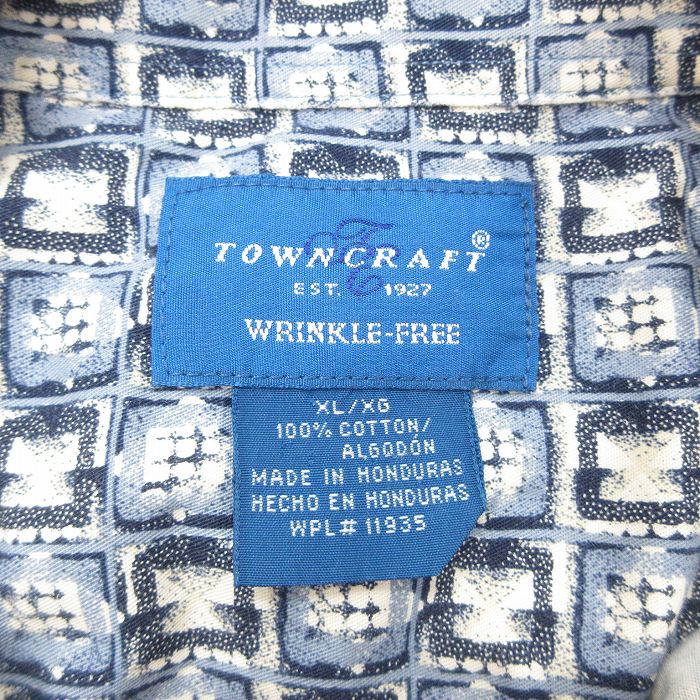 TOWNCRAFT®
EST. 1927
WRINKLE-FREE
XL/XG
100% COTTON/
ALGODÓN
MADE IN HONDURAS
HECHO EN HONDURAS
WPL# 11935